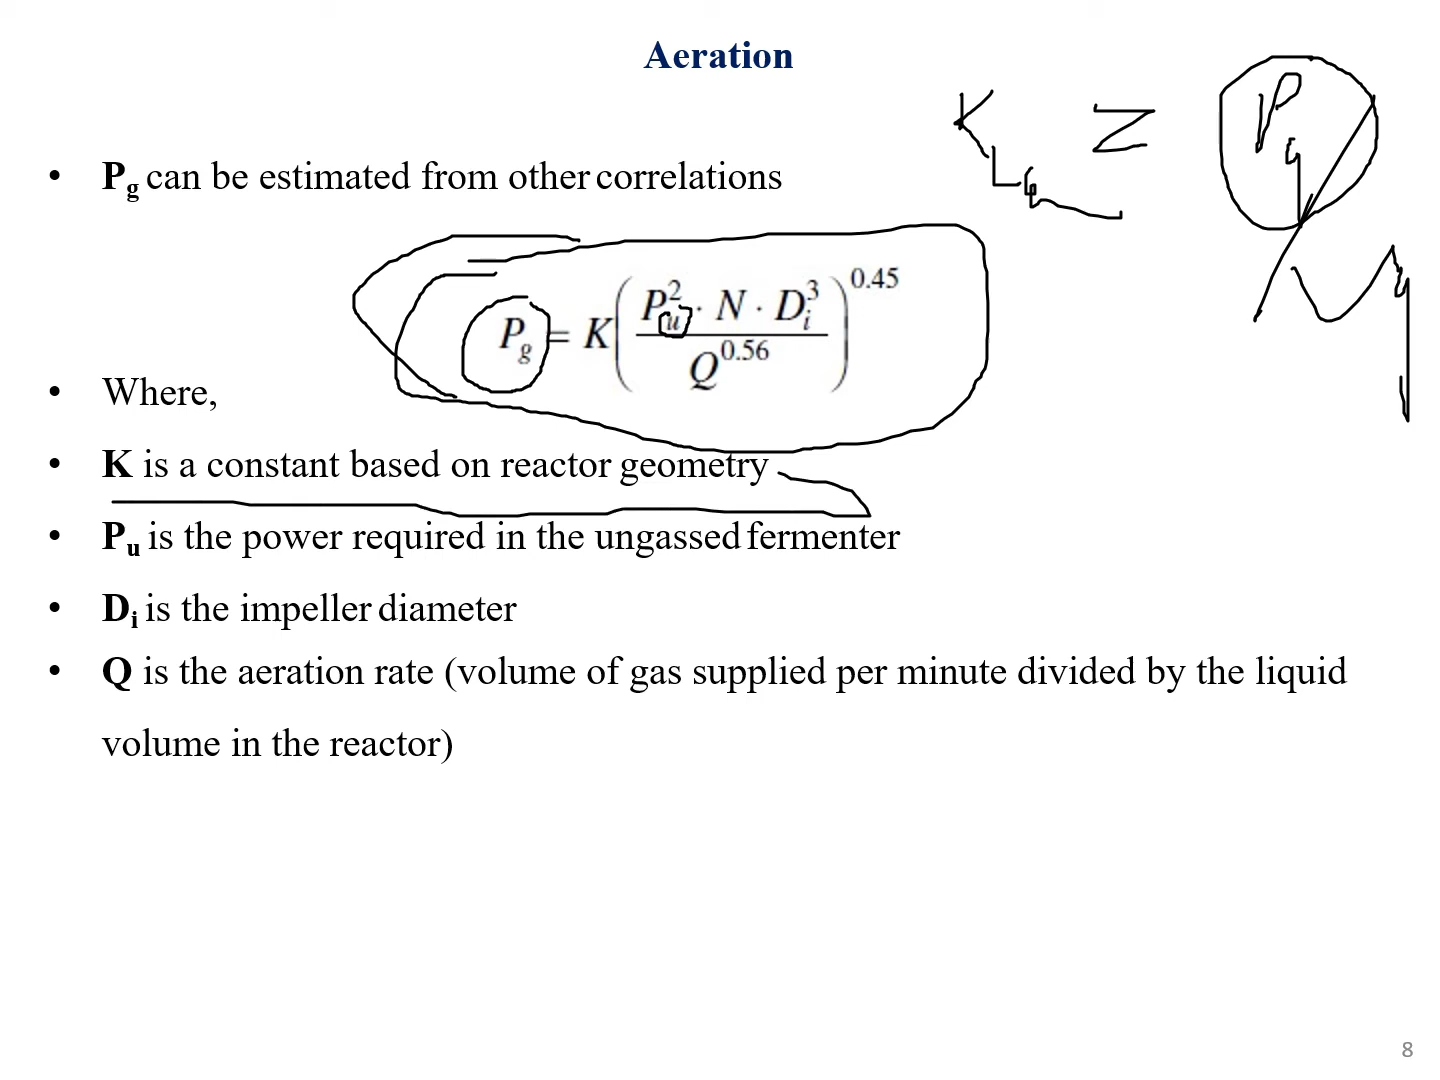 Aeration
• Pg can be estimated from other correlations
K
P
Pg = K(Pu² · N · Di³ / Q^0.56)^0.45
• Where,
• K is a constant based on reactor geometry
• Pu is the power required in the ungassed fermenter
• Di is the impeller diameter
• Q is the aeration rate (volume of gas supplied per minute divided by the liquid
volume in the reactor)
8